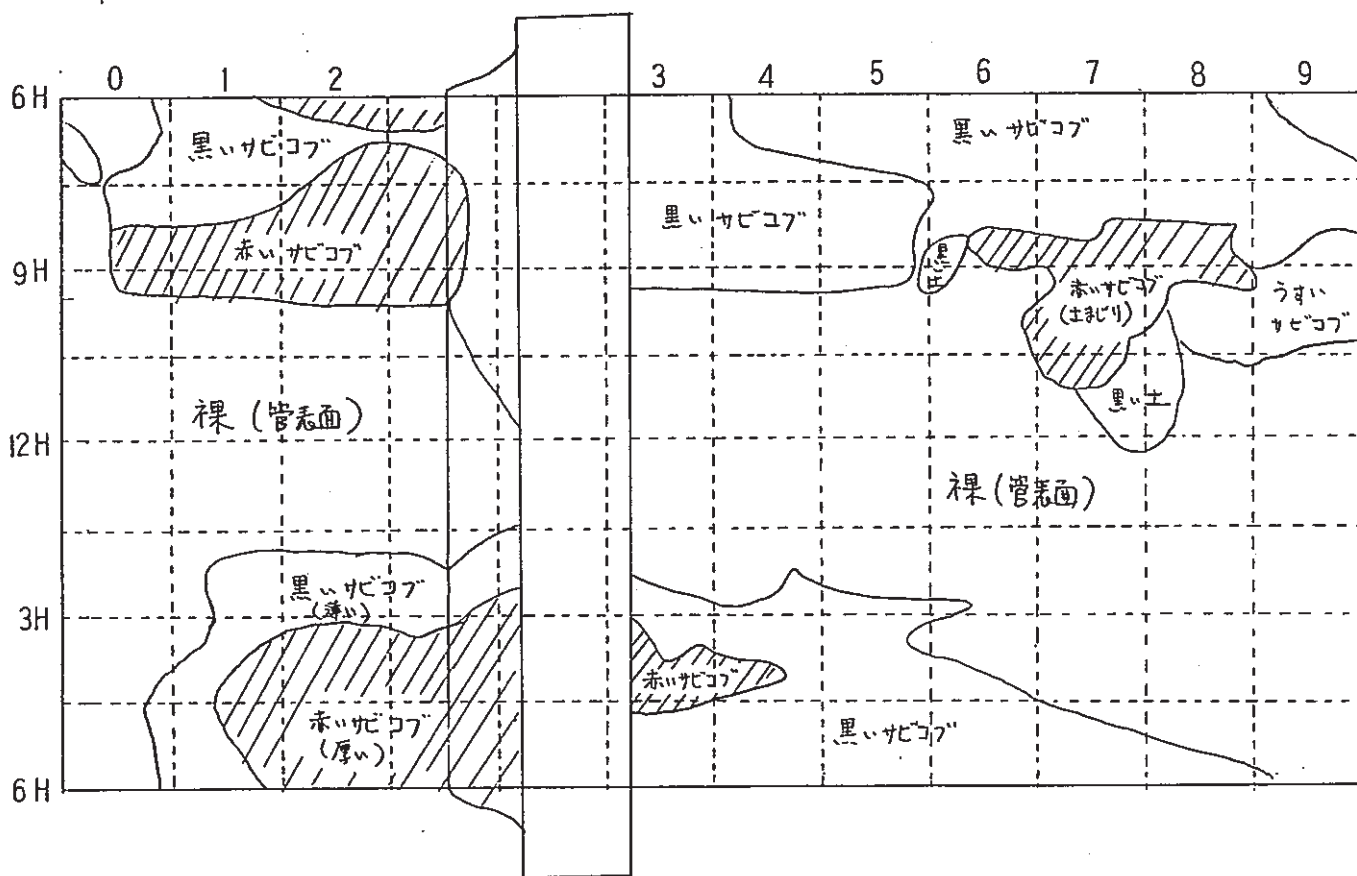 0 1 2 3 4 5 6 7 8 9
6H
黒いサビコブ
黒いサビコブ
黒いサビコブ
赤いサビコブ
黒土
9H
赤いサビコブ
(土まじり)
うすい
サビコブ
裸(管表面)
黒い土
12H
裸(管表面)
黒いサビコブ
(薄い)
3H
赤いサビコブ
赤いサビコブ
(厚い)
黒いサビコブ
6H